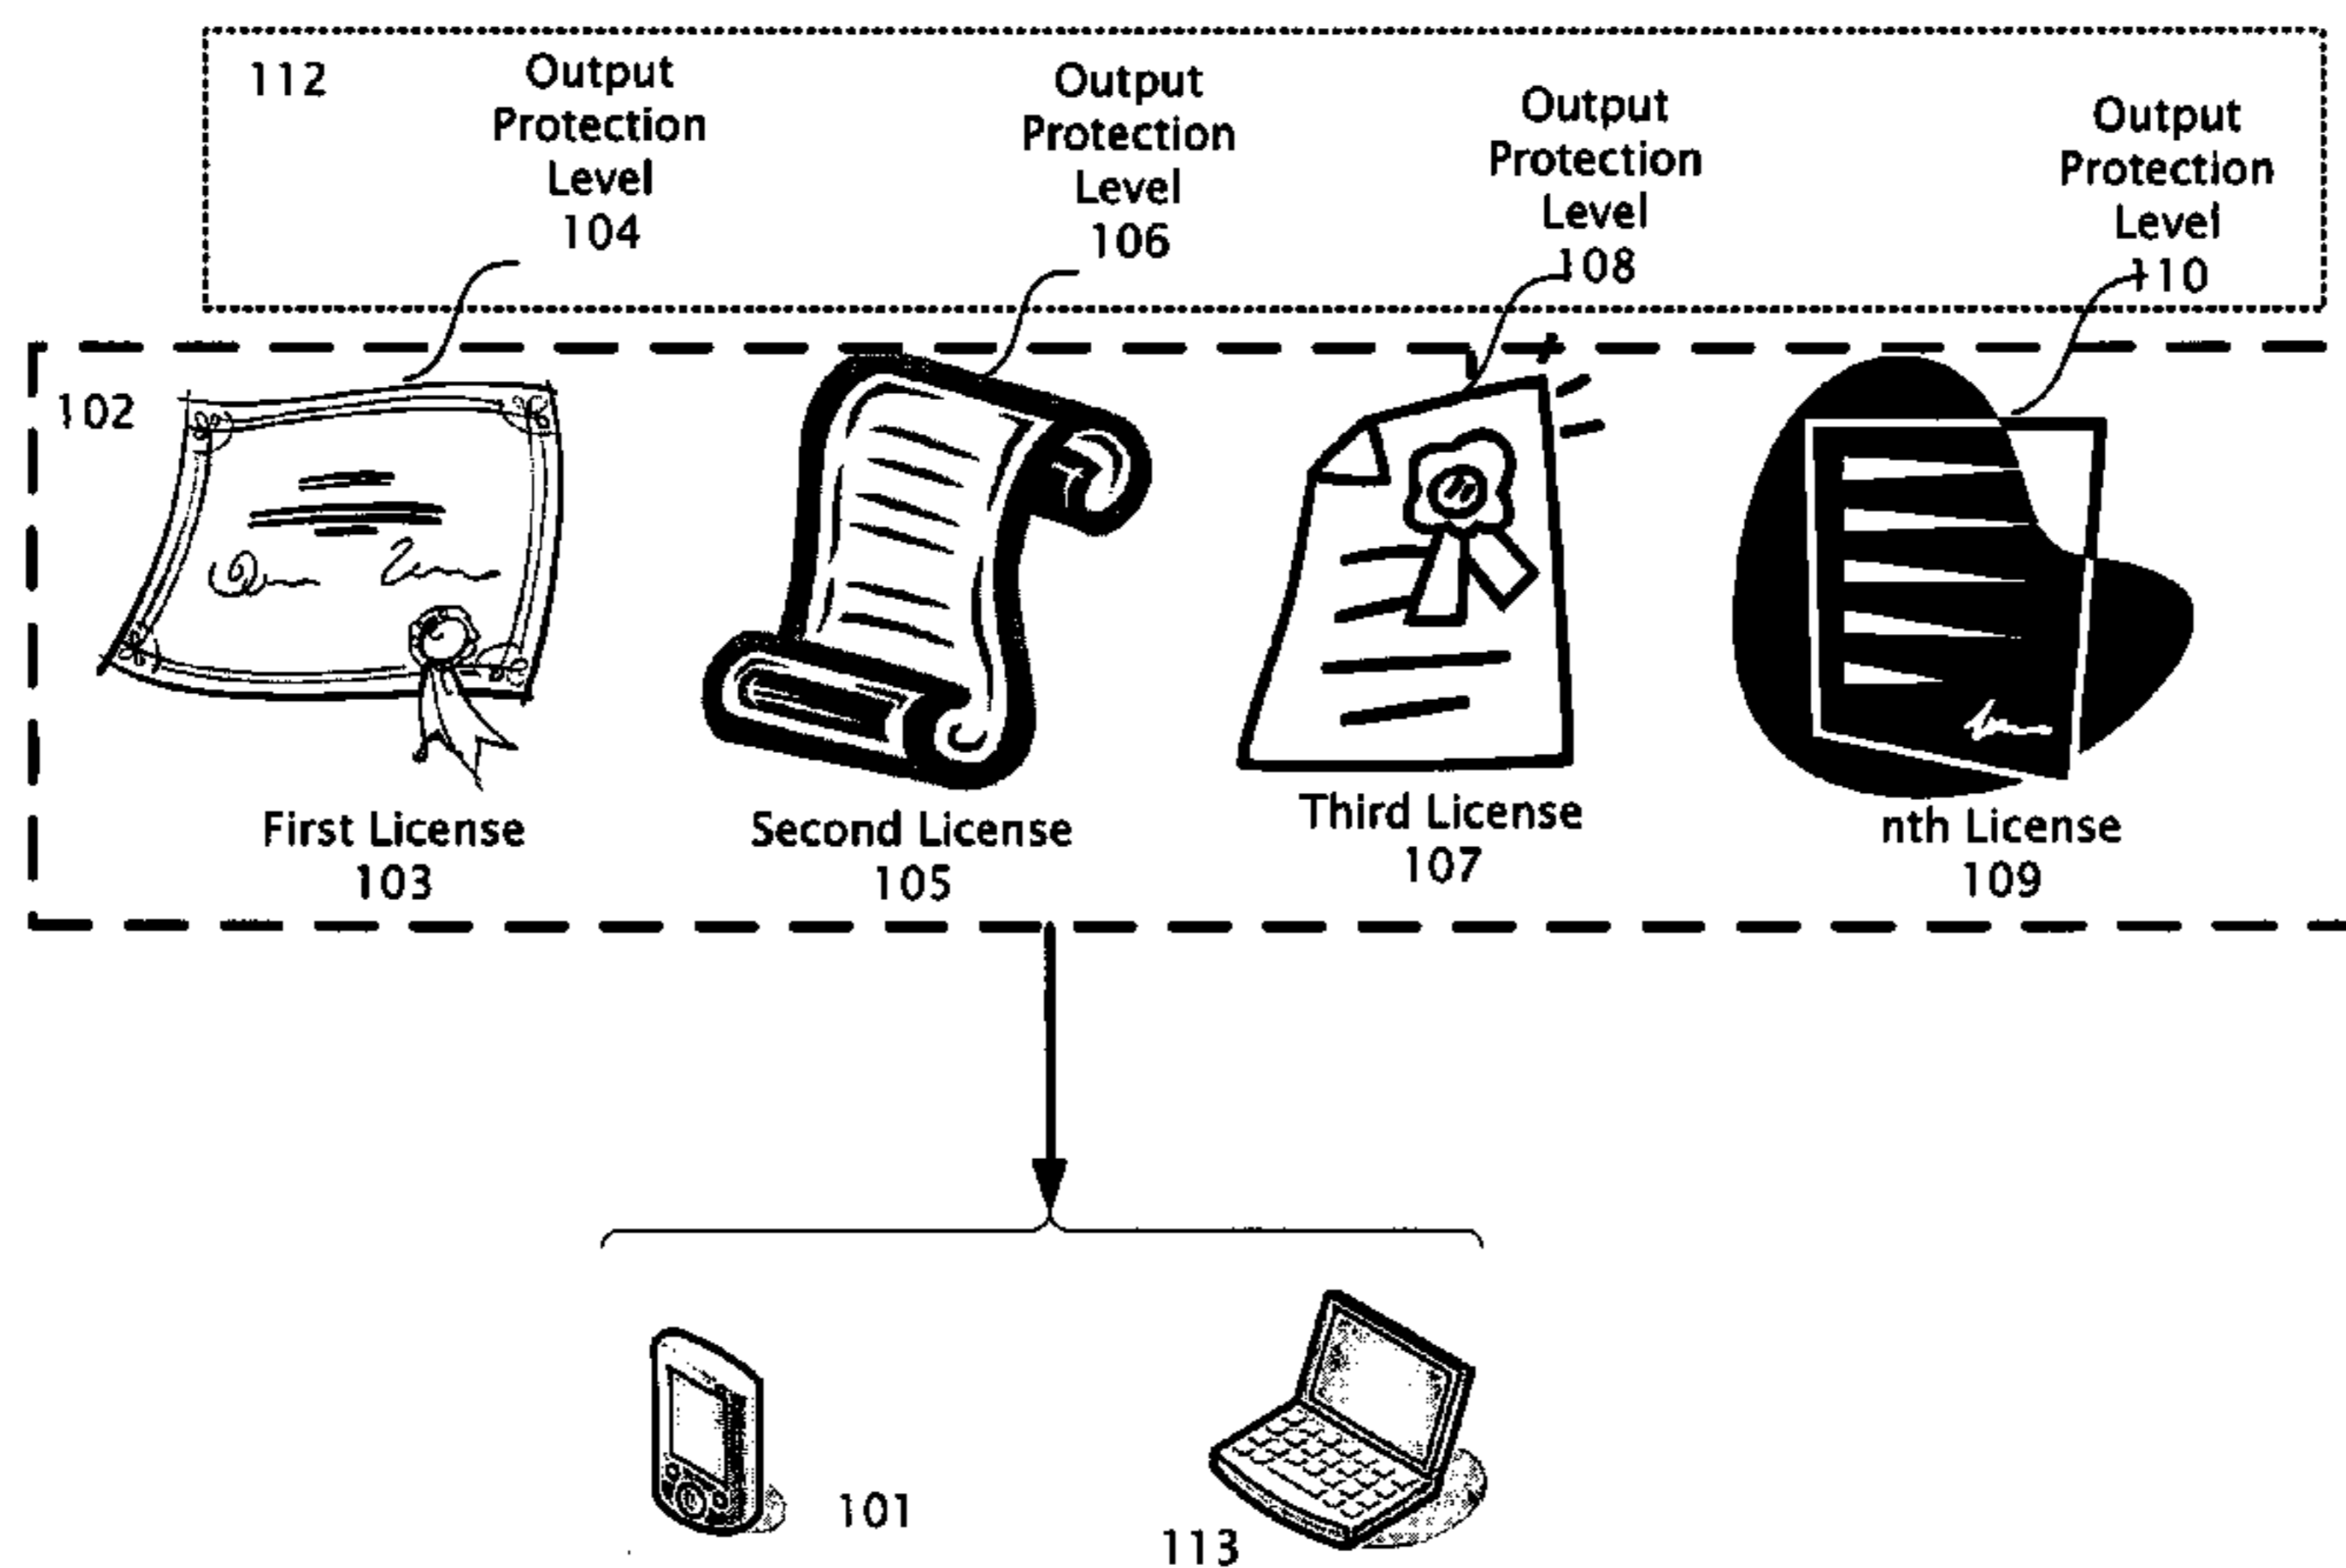 112
Output
Protection
Level
104
Output
Protection
Level
106
Output
Protection
Level
108
Output
Protection
Level
110
102
First License
103
Second License
105
Third License
107
nth License
109
101
113